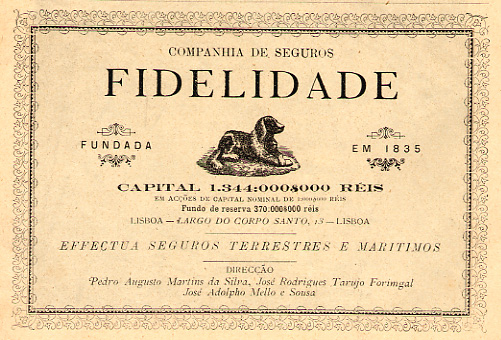 COMPANHIA DE SEGUROS
FIDELIDADE
FUNDADA EM 1835
CAPITAL 1.344:000$000 RÉIS
EM ACÇÕES DE CAPITAL NOMINAL DE RÉIS
Fundo de reserva 370:000$000 réis
LISBOA — LARGO DO CORPO SANTO, 13 — LISBOA
EFFECTUA SEGUROS TERRESTRES E MARITIMOS
DIRECÇÃO
Pedro Augusto Martins da Silva, José Rodrigues Tarujo Formigal
José Adolpho Mello e Sousa